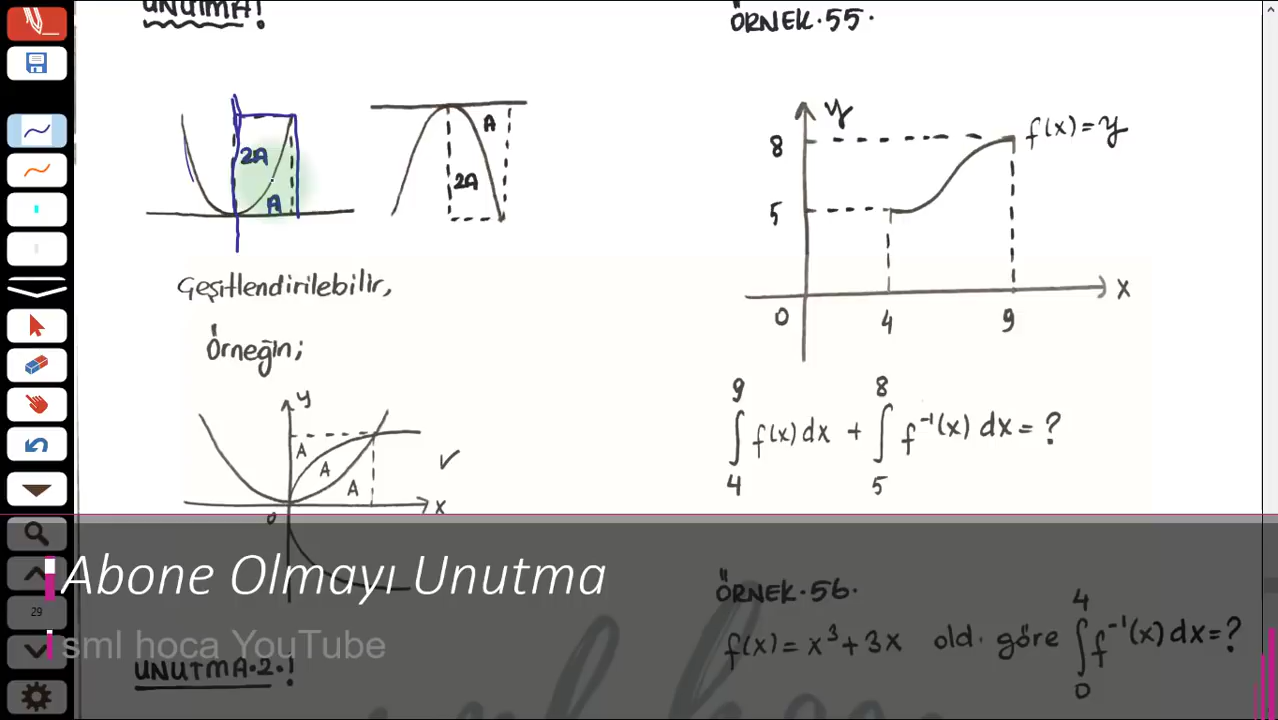 UNUTMA!
2A
A
A
2A
Çeşitlendirilebilir,
Örneğin;
y
A
A
A
x
0
UNUTMA.2.!
ÖRNEK.55.
y
8
5
f(x)=y
0
4
9
x
9
8
∫f(x)dx + ∫f⁻¹(x)dx=?
4
5
ÖRNEK.56.
4
f(x)=x³+3x old. göre ∫f⁻¹(x)dx=?
0
Abone Olmayı Unutma
sml hoca YouTube
29